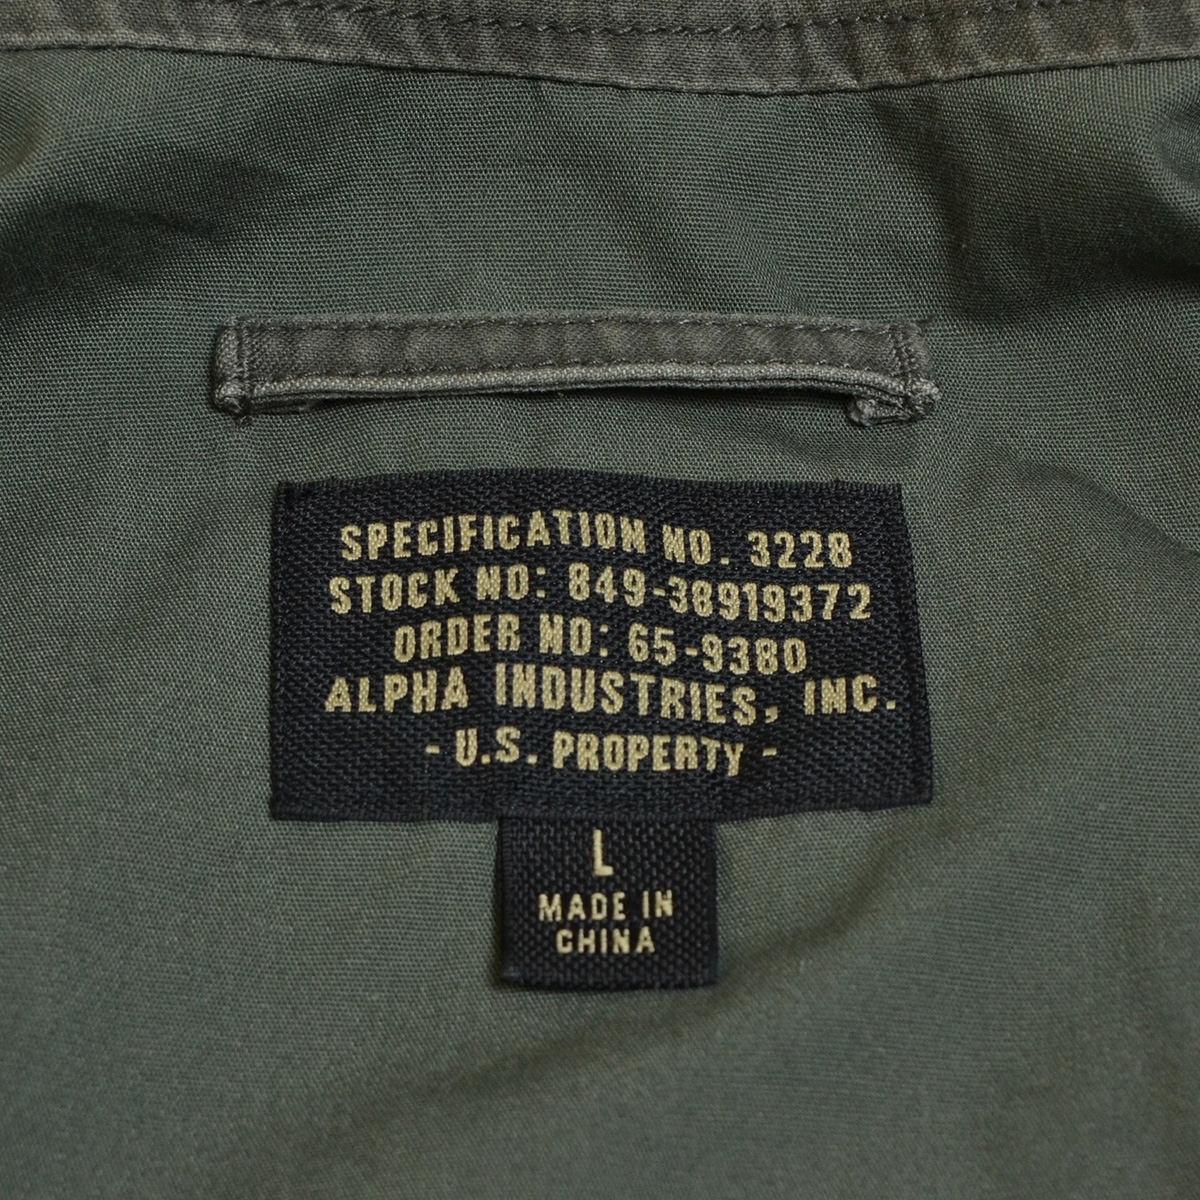 SPECIFICATION NO. 3228
STOCK NO: 849-38919372
ORDER NO: 65-9380
ALPHA INDUSTRIES, INC.
- U.S. PROPERTY -
L
MADE IN
CHINA